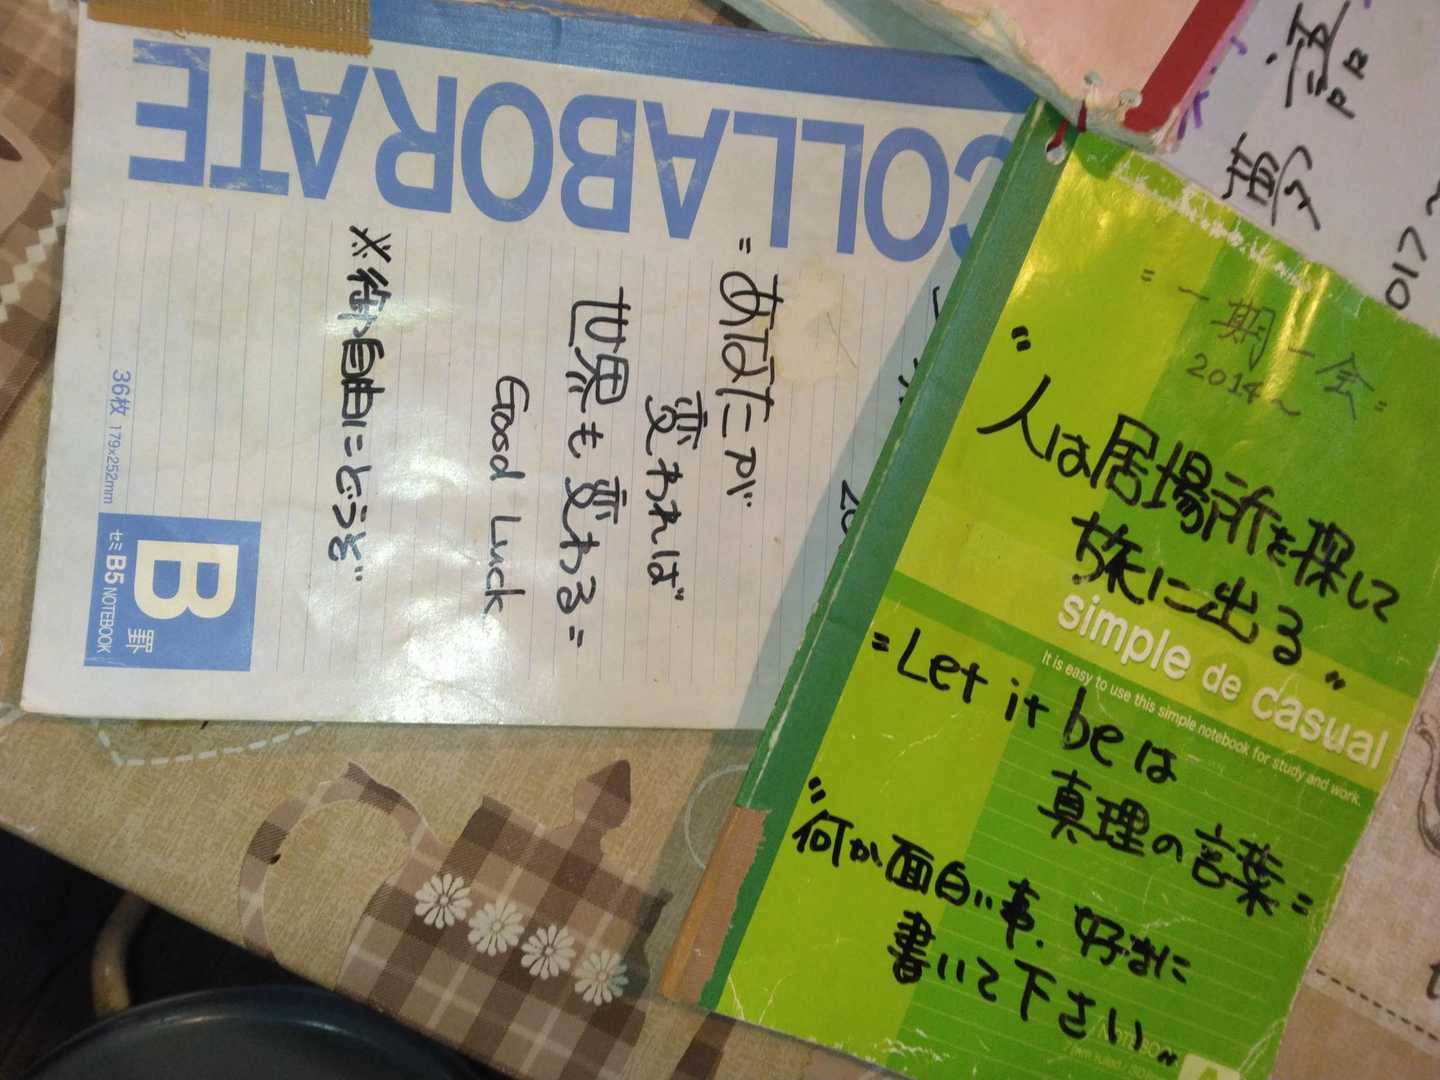 COLLABORATE
=あなたが
変われば"
世界も変わる=
Good Luck
※御自由にどうぞ"
36枚 179×252mm
B
罫
セミB5 NOTEBOOK
=一期一会=
2014~
"人は居場所を探して
旅に出る"
simple de casual
It is easy to use this simple notebook for study and work.
=Let it beは
真理の言葉=
"何か面白い事、好きに
書いて下さい"
夢